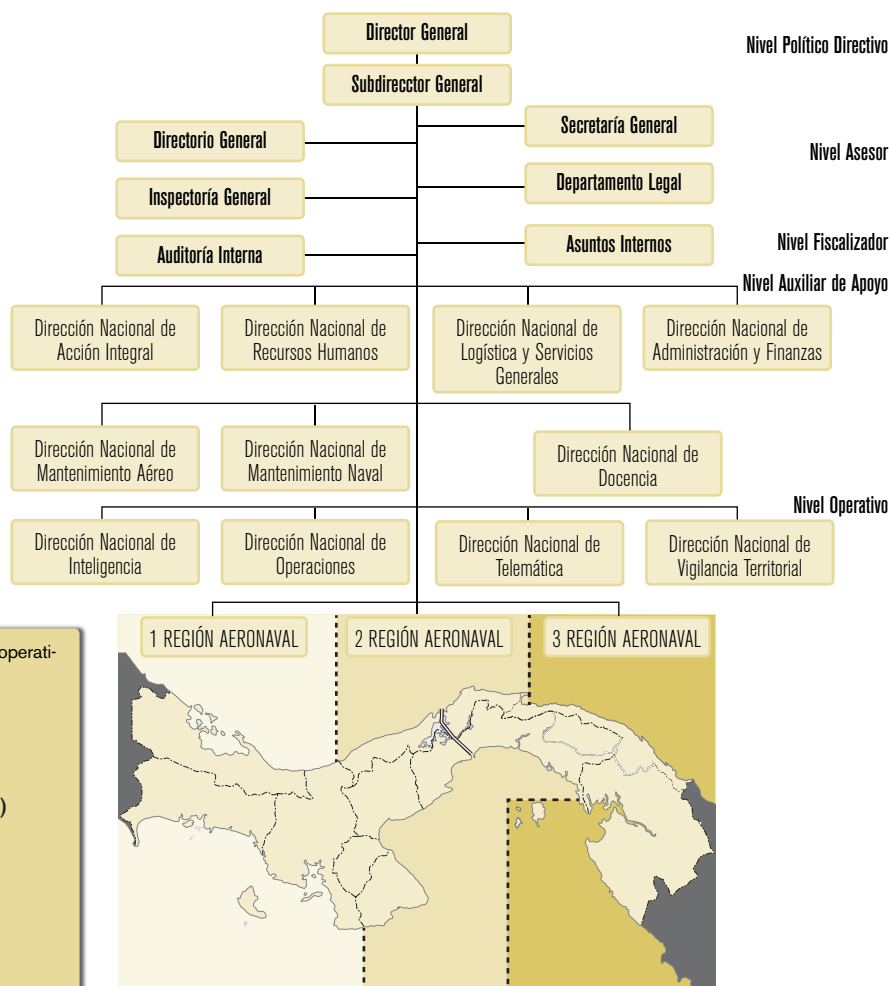 Director General
Nivel Político Directivo
Subdirecctor General
Secretaría General
Directorio General
Nivel Asesor
Departamento Legal
Inspectoría General
Asuntos Internos
Nivel Fiscalizador
Auditoría Interna
Nivel Auxiliar de Apoyo
Dirección Nacional de
Acción Integral
Dirección Nacional de
Recursos Humanos
Dirección Nacional de
Logística y Servicios
Generales
Dirección Nacional de
Administración y Finanzas
Dirección Nacional de
Mantenimiento Aéreo
Dirección Nacional de
Mantenimiento Naval
Dirección Nacional de
Docencia
Nivel Operativo
Dirección Nacional de
Inteligencia
Dirección Nacional de
Operaciones
Dirección Nacional de
Telemática
Dirección Nacional de
Vigilancia Territorial
1 REGIÓN AERONAVAL
2 REGIÓN AERONAVAL
3 REGIÓN AERONAVAL
operati-
)